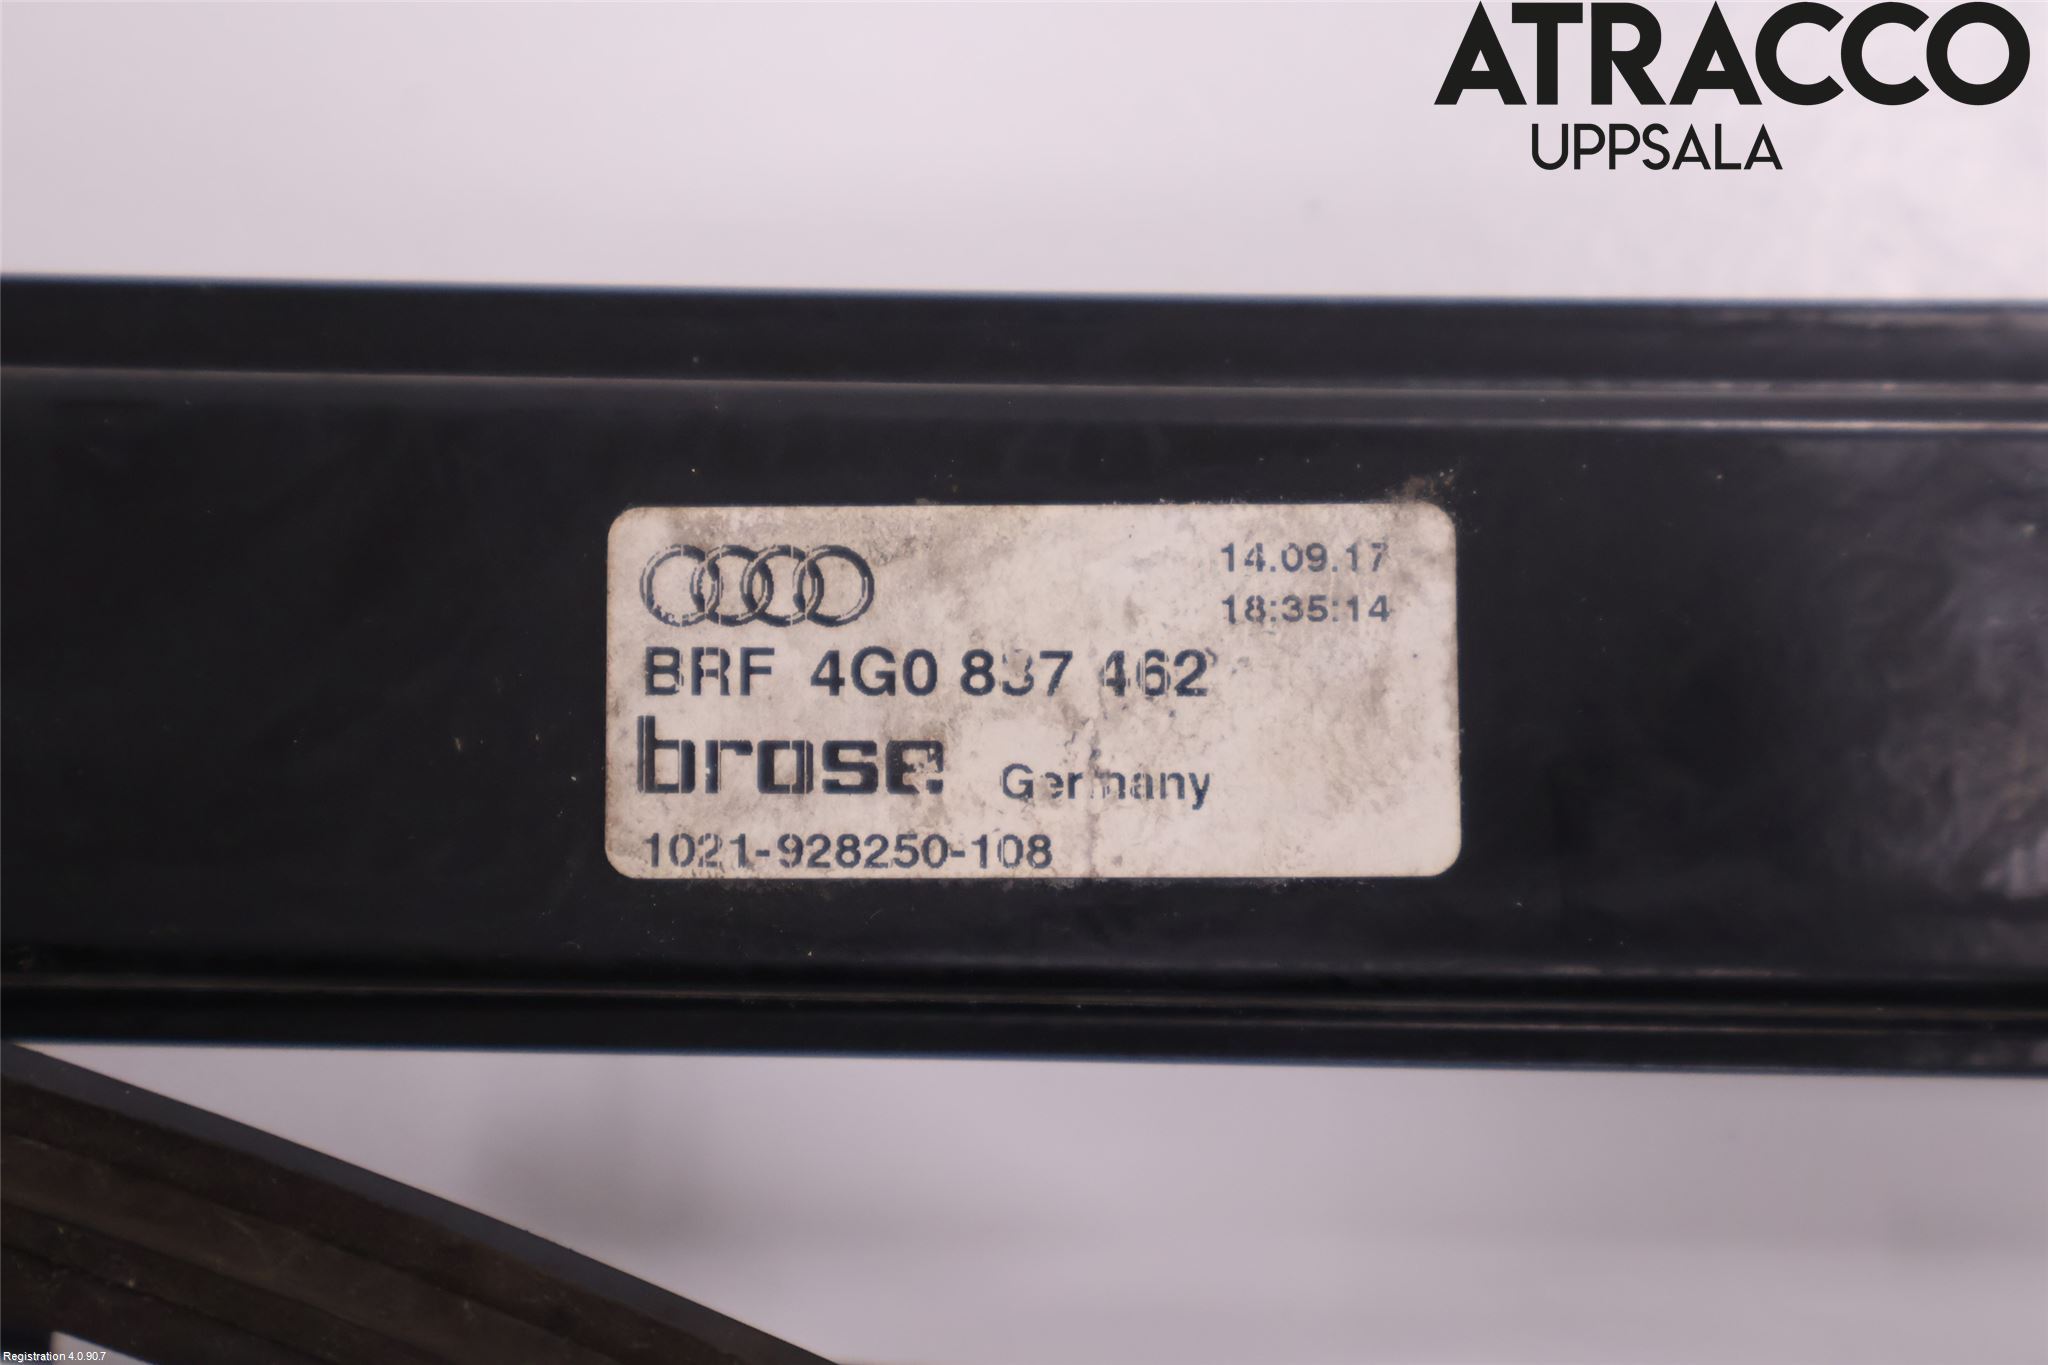 ATRACCO
UPPSALA
14.09.17
18:35:14
BRF 4G0 837 462
brose Germany
1021-928250-108
Registration 4.0.90.7